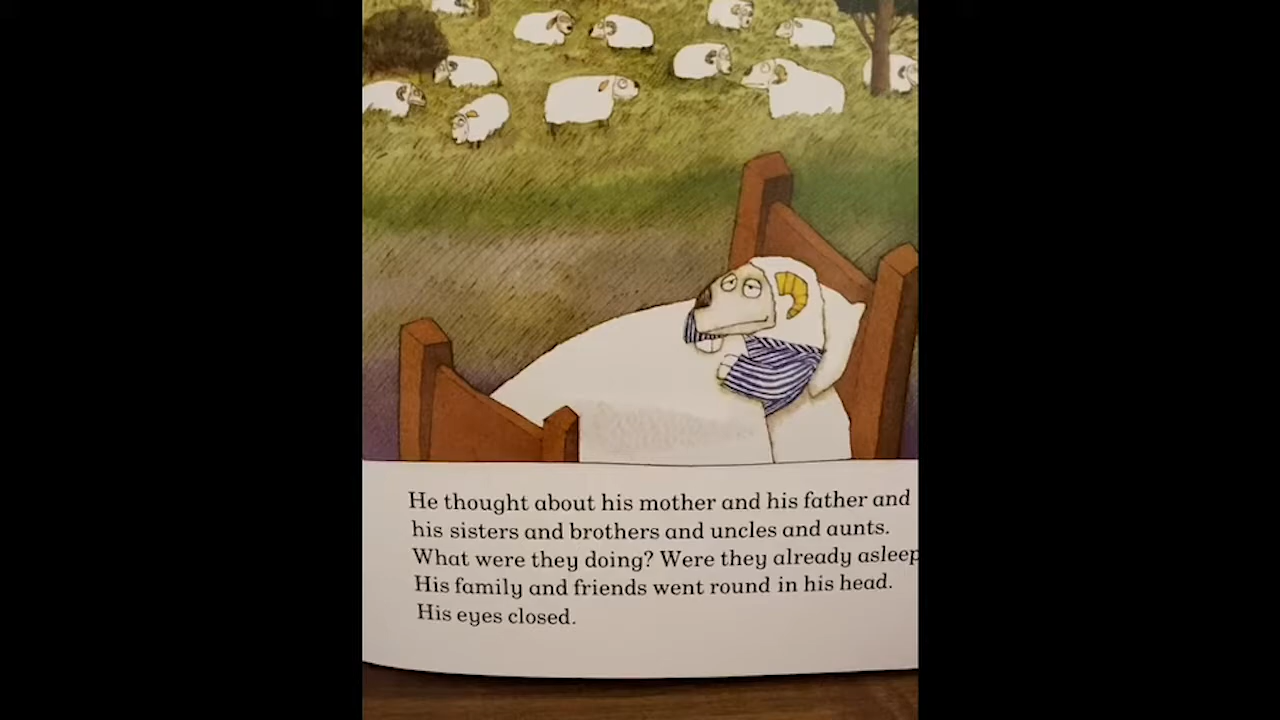 He thought about his mother and his father and
his sisters and brothers and uncles and aunts.
What were they doing? Were they already asleep
His family and friends went round in his head.
His eyes closed.